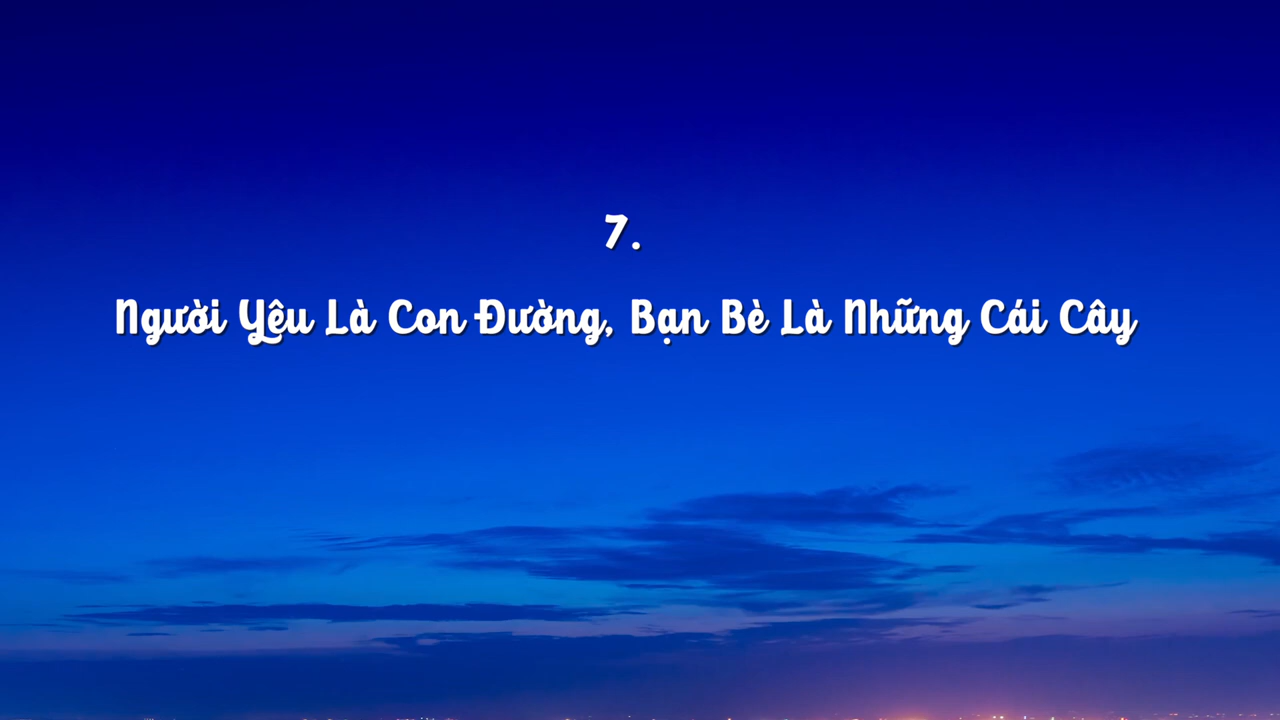 7.
Người Yêu Là Con Đường, Bạn Bè Là Những Cái Cây